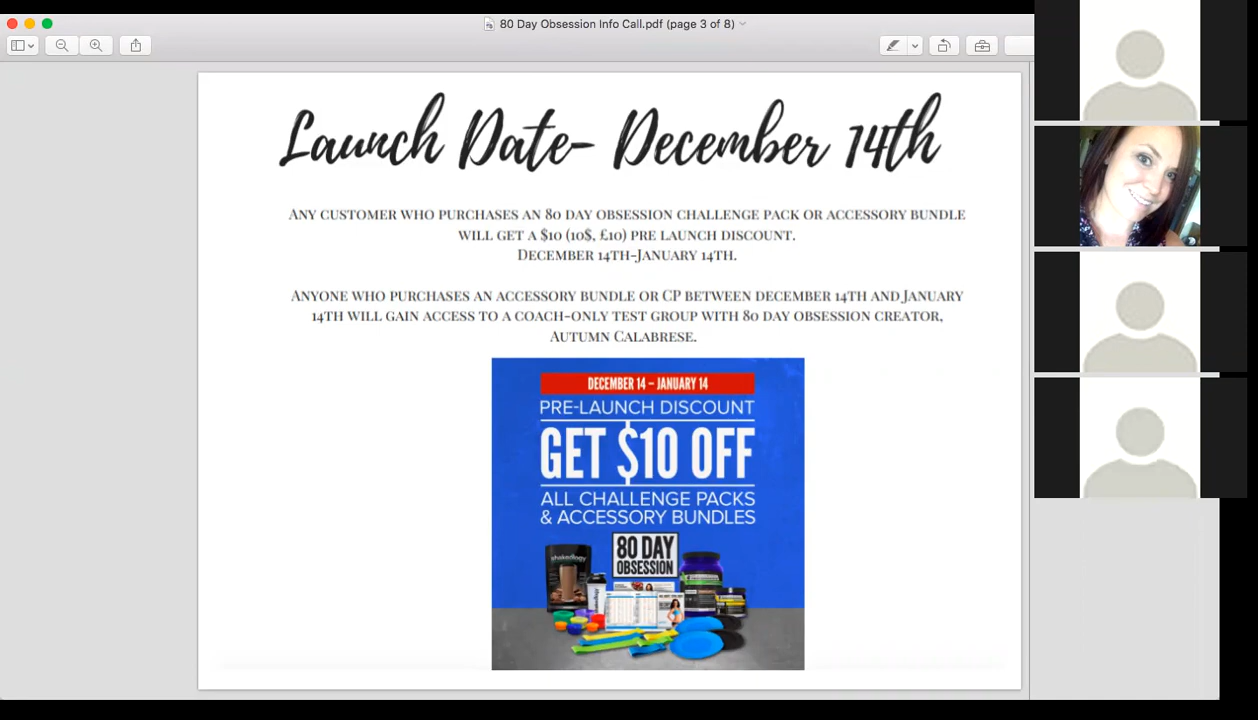 80 Day Obsession Info Call.pdf (page 3 of 8)
Launch Date- December 14th
ANY CUSTOMER WHO PURCHASES AN 80 DAY OBSESSION CHALLENGE PACK OR ACCESSORY BUNDLE
WILL GET A $10 (10$, £10) PRE LAUNCH DISCOUNT.
DECEMBER 14TH-JANUARY 14TH.
ANYONE WHO PURCHASES AN ACCESSORY BUNDLE OR CP BETWEEN DECEMBER 14TH AND JANUARY
14TH WILL GAIN ACCESS TO A COACH-ONLY TEST GROUP WITH 80 DAY OBSESSION CREATOR,
AUTUMN CALABRESE.
DECEMBER 14 – JANUARY 14
PRE-LAUNCH DISCOUNT
GET $10 OFF
ALL CHALLENGE PACKS
& ACCESSORY BUNDLES
80 DAY
OBSESSION
shakeology